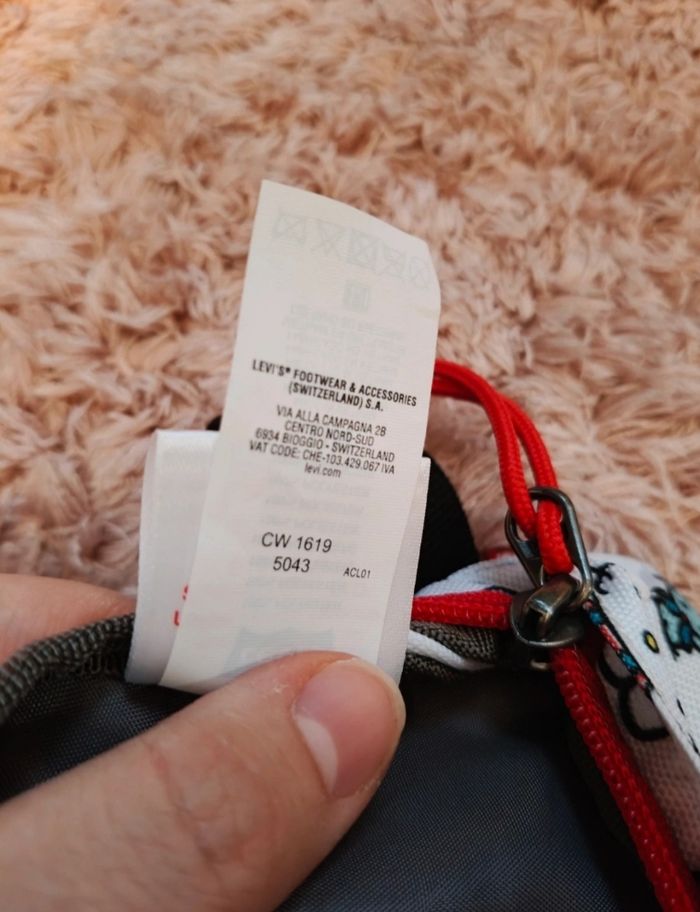 LEVI'S® FOOTWEAR & ACCESSORIES
(SWITZERLAND) S.A.
VIA ALLA CAMPAGNA 2B
CENTRO NORD-SUD
6934 BIOGGIO - SWITZERLAND
VAT CODE: CHE-103.429.067 IVA
levi.com
CW 1619
5043
ACL01